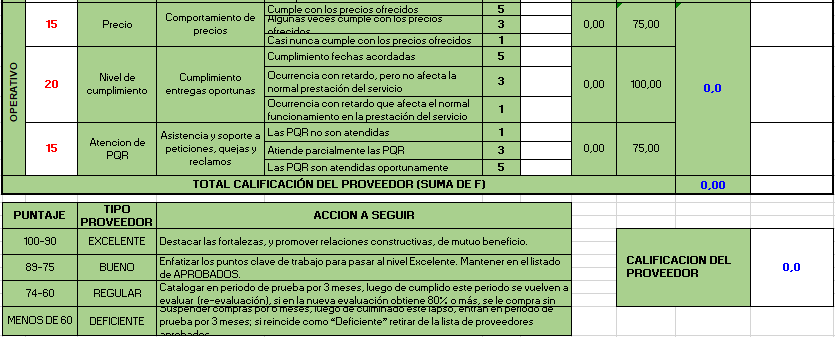 Cumple con los precios ofrecidos 5
15 Precio Comportamiento de precios Algunas veces cumple con los precios ofrecidos 3 0,00 75,00
Casi nunca cumple con los precios ofrecidos 1
OPERATIVO
Cumplimiento fechas acordadas 5
20 Nivel de cumplimiento Cumplimiento entregas oportunas Ocurrencia con retardo, pero no afecta la normal prestación del servicio 3 0,00 100,00 0,0
Ocurrencia con retardo que afecta el normal funcionamiento en la prestación del servicio 1
Las PQR no son atendidas 1
15 Atencion de PQR Asistencia y soporte a peticiones, quejas y reclamos Atiende parcialmente las PQR 3 0,00 75,00
Las PQR son atendidas oportunamente 5
TOTAL CALIFICACIÓN DEL PROVEEDOR (SUMA DE F) 0,00
PUNTAJE TIPO PROVEEDOR ACCION A SEGUIR
100-90 EXCELENTE Destacar las fortalezas, y promover relaciones constructivas, de mutuo beneficio.
89-75 BUENO Enfatizar los puntos clave de trabajo para pasar al nivel Excelente. Mantener en el listado
de APROBADOS.
74-60 REGULAR Catalogar en periodo de prueba por 3 meses, luego de cumplido este periodo se vuelven a
evaluar (re-evaluación), si en la nueva evaluación obtiene 80% o más, se le compra sin
MENOS DE 60 DEFICIENTE Suspender compras por 6 meses, luego de culminado este lapso, entran en periodo de
prueba por 3 meses; si reincide como "Deficiente" retirar de la lista de proveedores
aprobados
CALIFICACION DEL PROVEEDOR 0,0